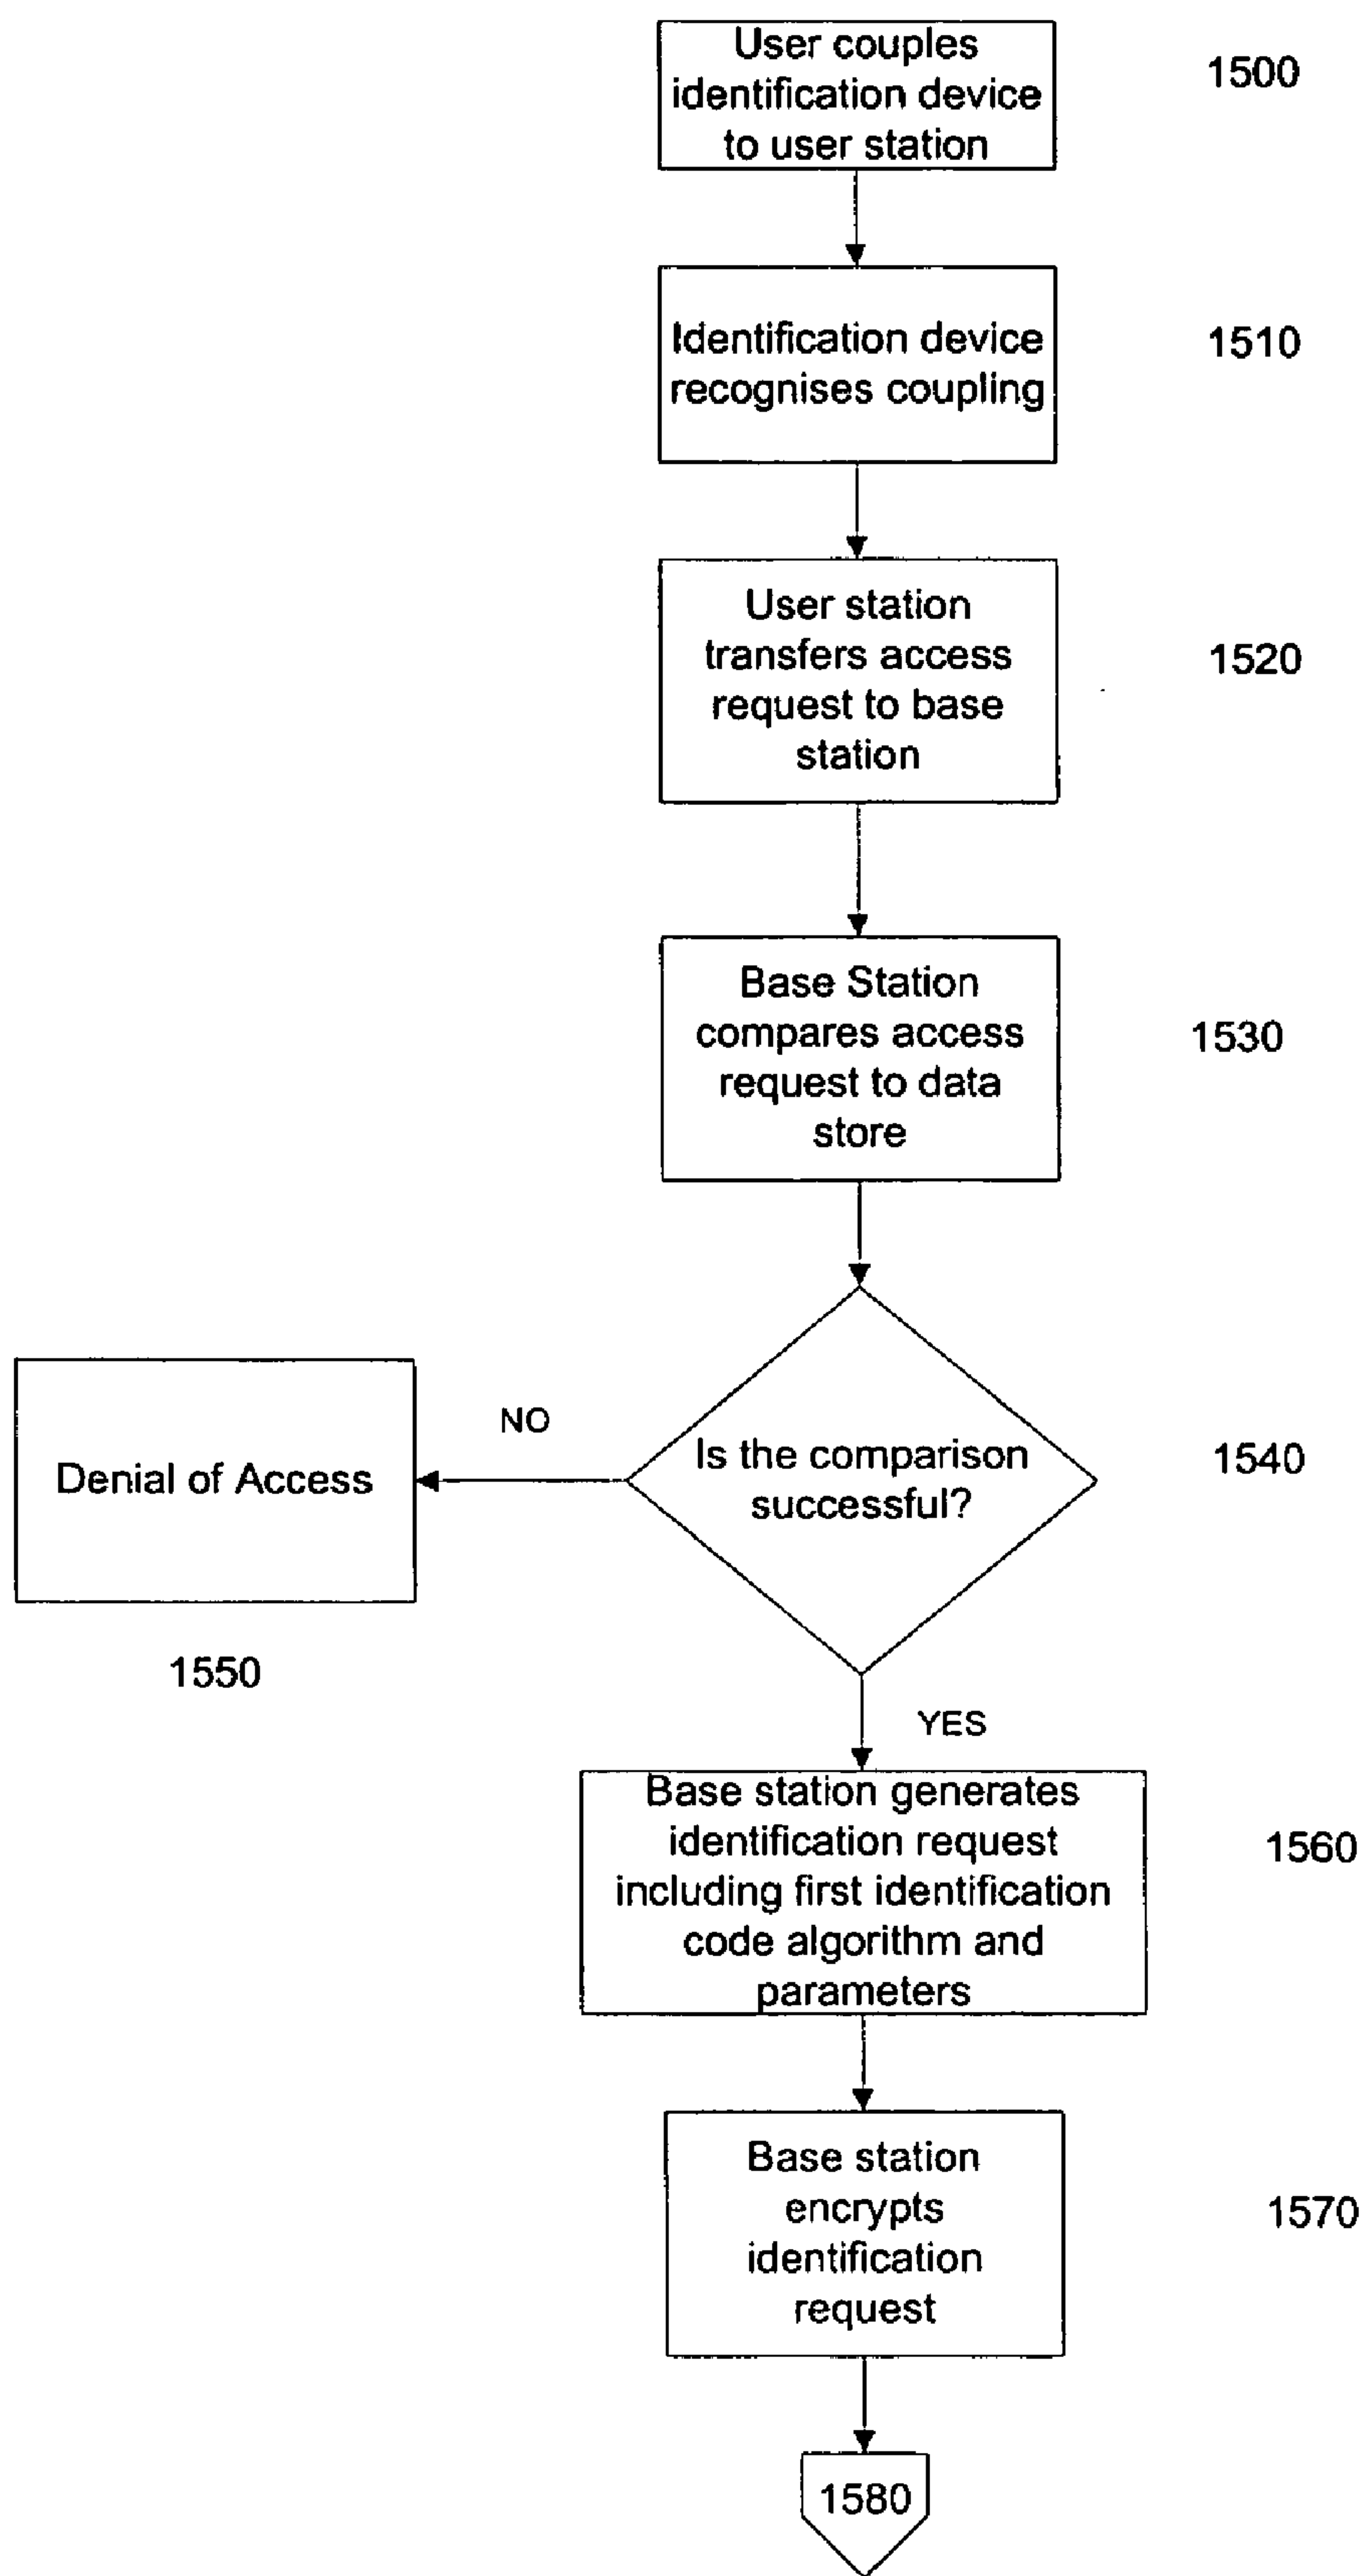 User couples
identification device
to user station
1500
Identification device
recognises coupling
1510
User station
transfers access
request to base
station
1520
Base Station
compares access
request to data
store
1530
Is the comparison
successful?
1540
NO
Denial of Access
1550
YES
Base station generates
identification request
including first identification
code algorithm and
parameters
1560
Base station
encrypts
identification
request
1570
1580